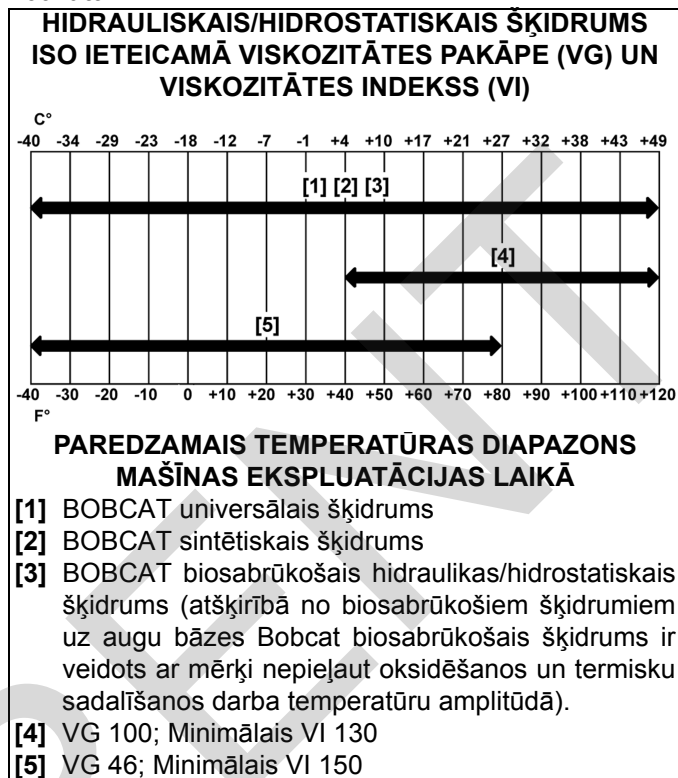 HIDRAULISKAIS/HIDROSTATISKAIS ŠĶIDRUMS
ISO IETEICAMĀ VISKOZITĀTES PAKĀPE (VG) UN
VISKOZITĀTES INDEKSS (VI)
C°
-40 -34 -29 -23 -18 -12 -7 -1 +4 +10 +17 +21 +27 +32 +38 +43 +49
[1] [2] [3]
[4]
[5]
-40 -30 -20 -10 0 +10 +20 +30 +40 +50 +60 +70 +80 +90 +100 +110 +120
F°
PAREDZAMAIS TEMPERATŪRAS DIAPAZONS
MAŠĪNAS EKSPLUATĀCIJAS LAIKĀ
[1] BOBCAT universālais šķidrums
[2] BOBCAT sintētiskais šķidrums
[3] BOBCAT biosabrūkošais hidraulikas/hidrostatiskais
šķidrums (atšķirībā no biosabrūkošiem šķidrumiem
uz augu bāzes Bobcat biosabrūkošais šķidrums ir
veidots ar mērķi nepieļaut oksidēšanos un termisku
sadalīšanos darba temperatūru amplitūdā).
[4] VG 100; Minimālais VI 130
[5] VG 46; Minimālais VI 150